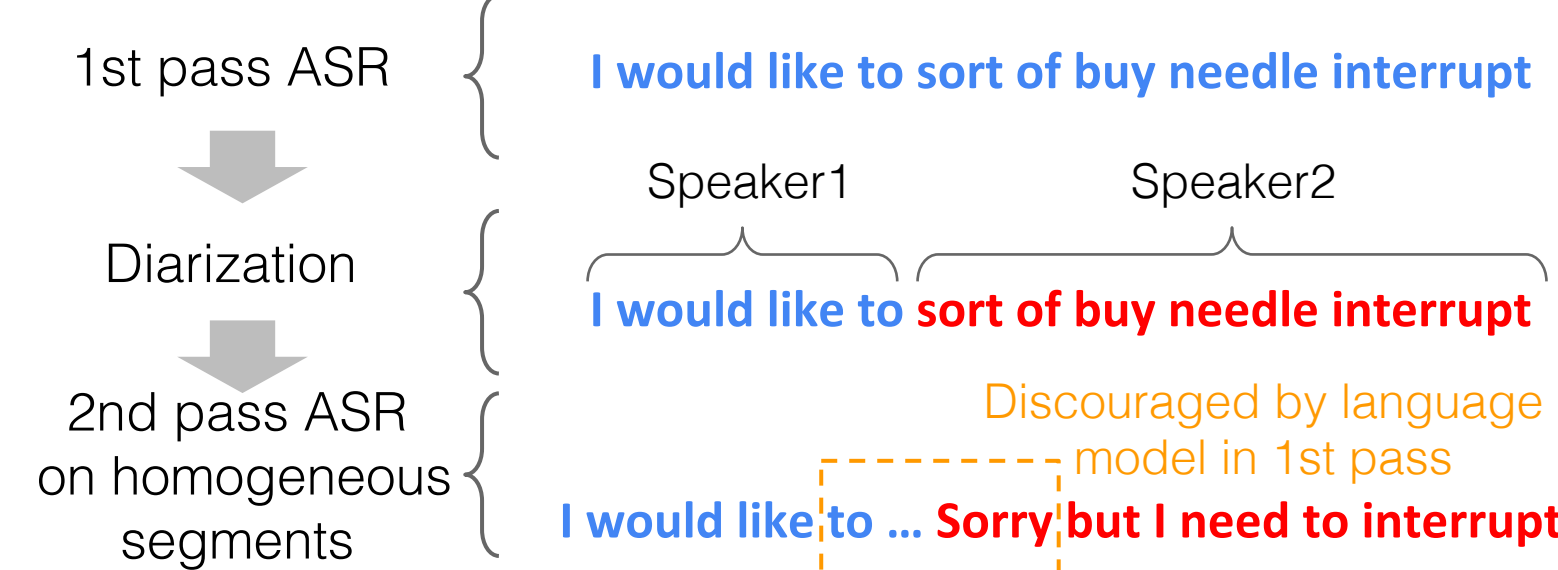 1st pass ASR
I would like to sort of buy needle interrupt
Speaker1
Speaker2
Diarization
I would like to sort of buy needle interrupt
2nd pass ASR
on homogeneous
segments
Discouraged by language
model in 1st pass
I would like to ... Sorry but I need to interrupt